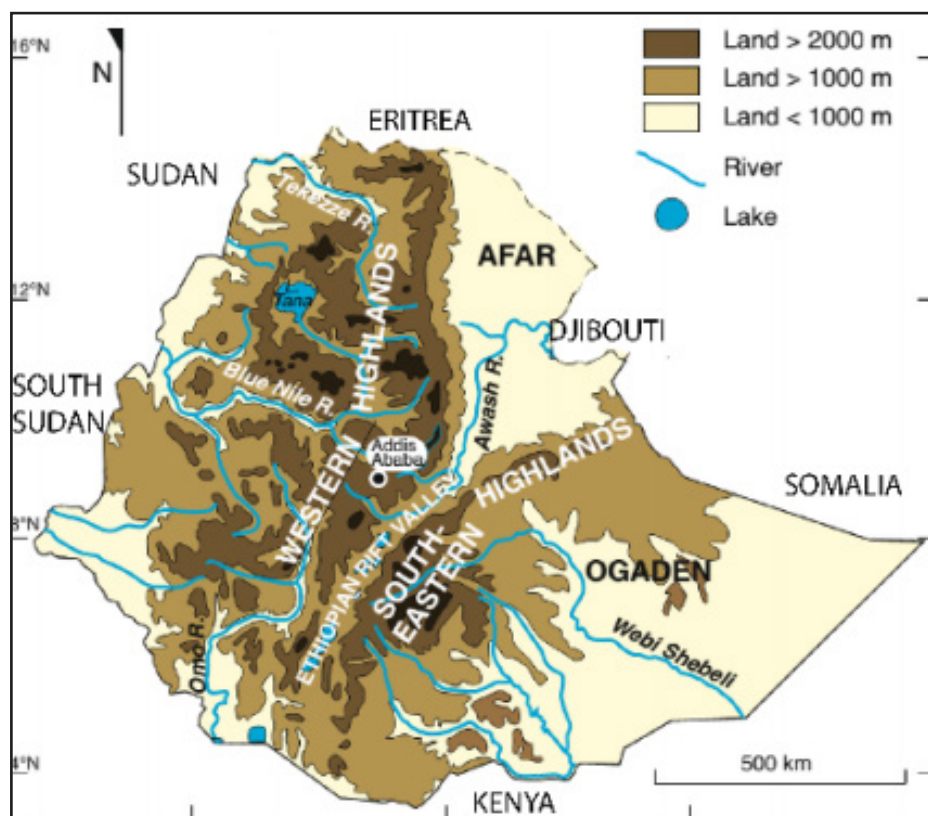 16°N
N
Land > 2000 m
Land > 1000 m
Land < 1000 m
River
Lake
ERITREA
SUDAN
Tekezze R.
AFAR
12°N
Tana
HIGHLANDS
DJIBOUTI
SOUTH
SUDAN
Blue Nile R.
Awash R.
Addis
Ababa
WESTERN
HIGHLANDS
SOMALIA
8°N
ETHIOPIAN RIFT VALLEY
SOUTH-
EASTERN
OGADEN
Omo R.
Webi Shebeli
4°N
500 km
KENYA